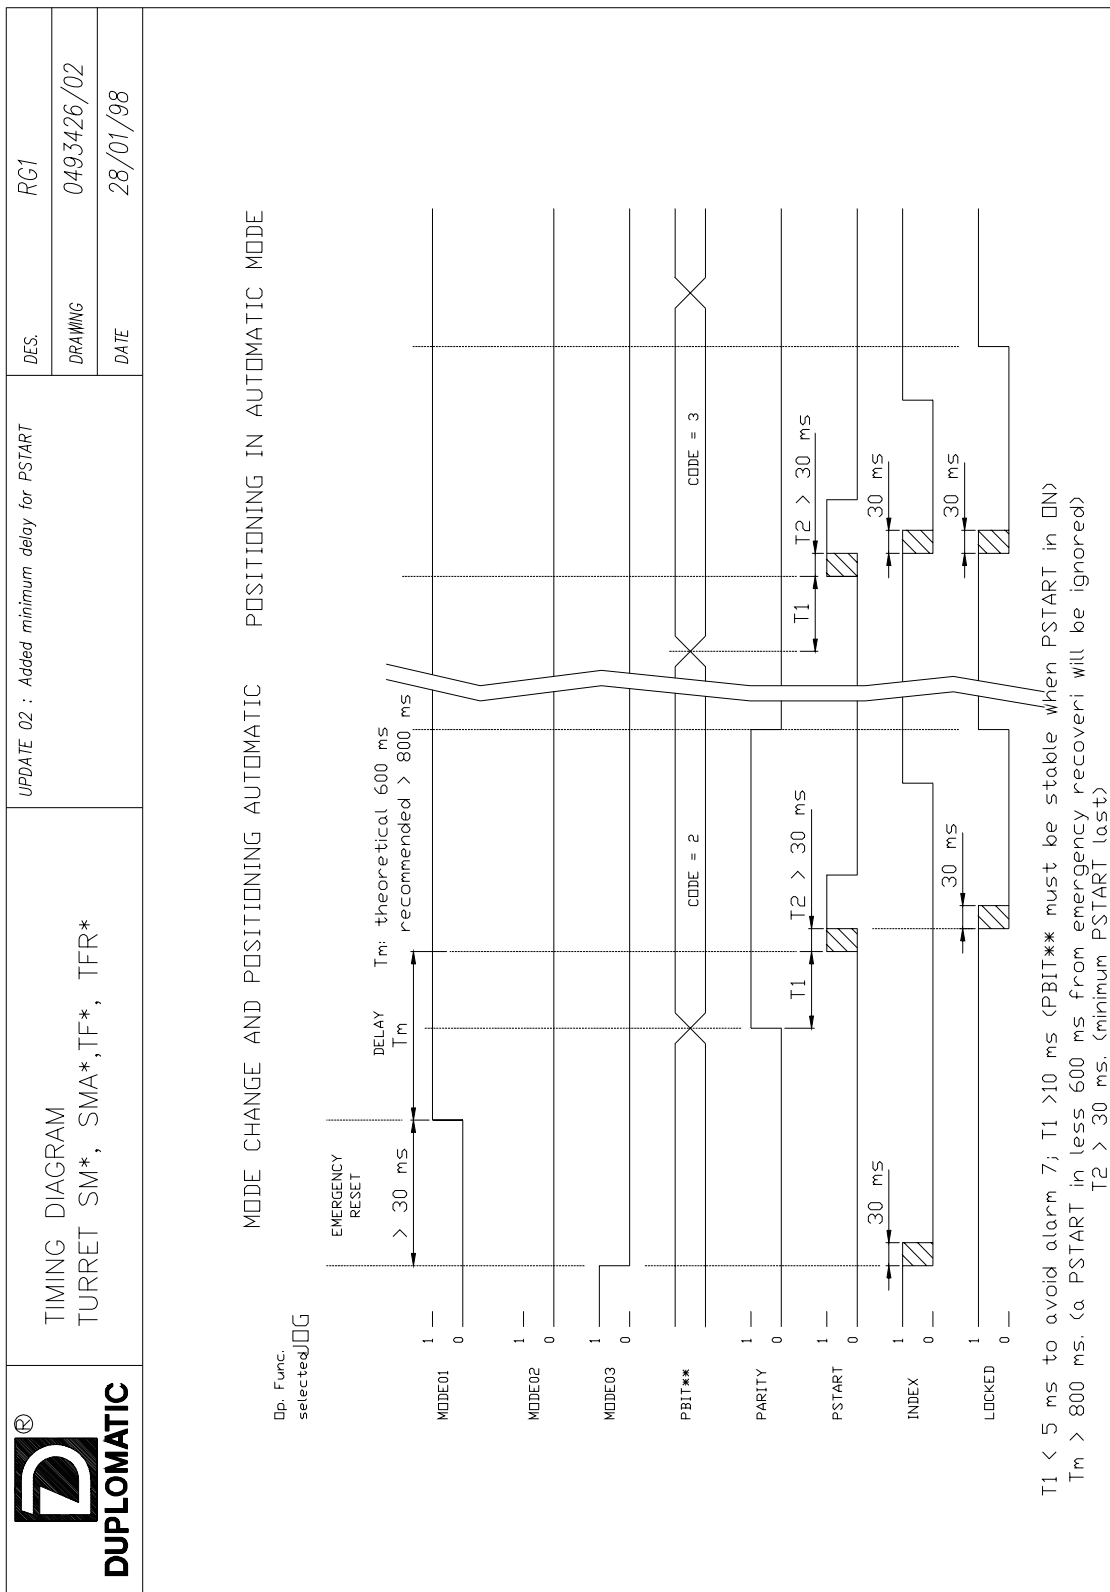 DUPLOMATIC
®
TIMING DIAGRAM
TURRET SM*, SMA*,TF*, TFR*
UPDATE 02 : Added minimum delay for PSTART
DES. RG1
DRAWING 0493426/02
DATE 28/01/98
MODE CHANGE AND POSITIONING AUTOMATIC
POSITIONING IN AUTOMATIC MODE
Op. Func.
selected
JOG
EMERGENCY
RESET
> 30 ms
DELAY
Tm
Tm: theoretical 600 ms
recommended > 800 ms
MODE01
1
0
MODE02
1
0
MODE03
1
0
PBIT**
CODE = 2
CODE = 3
PARITY
1
0
T1
T2 > 30 ms
T1
T2 > 30 ms
PSTART
1
0
30 ms
30 ms
INDEX
1
0
30 ms
30 ms
LOCKED
1
0
T1 < 5 ms to avoid alarm 7; T1 >10 ms (PBIT** must be stable when PSTART in ON)
Tm > 800 ms. (a PSTART in less 600 ms from emergency recoveri will be ignored)
T2 > 30 ms. (minimum PSTART last)